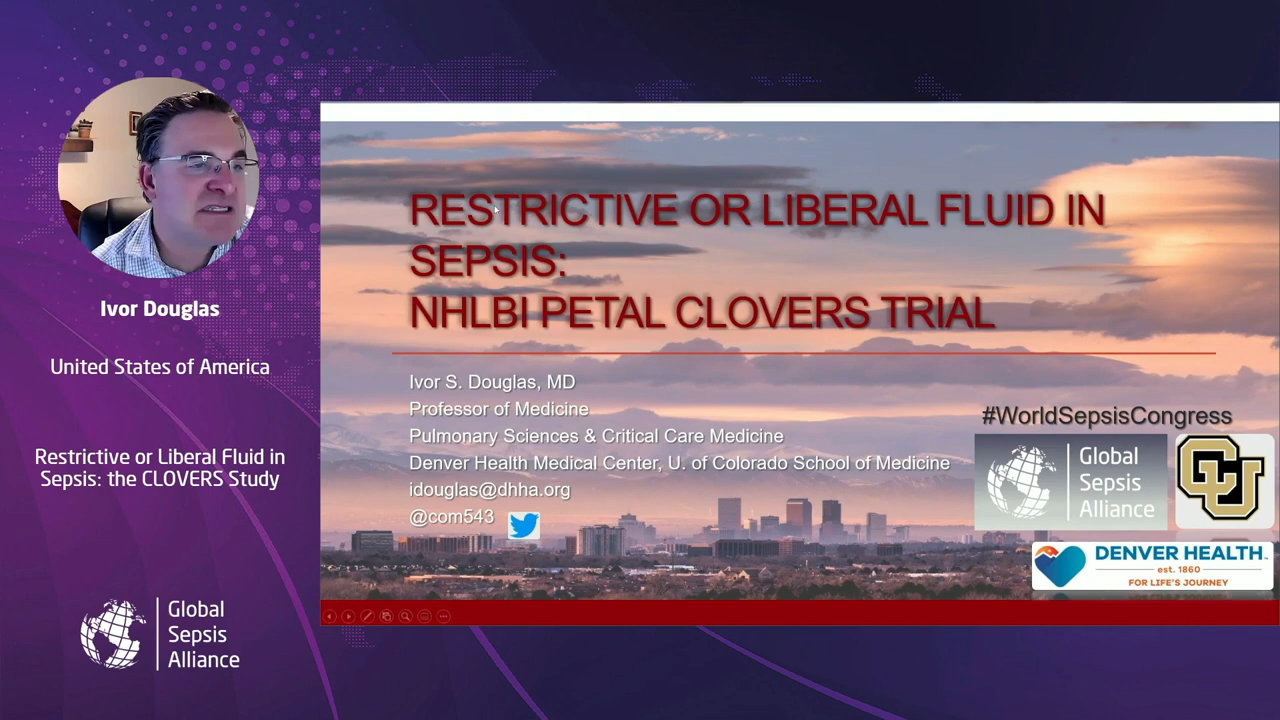 Ivor Douglas
United States of America
Restrictive or Liberal Fluid in
Sepsis: the CLOVERS Study
Global
Sepsis
Alliance
RESTRICTIVE OR LIBERAL FLUID IN
SEPSIS:
NHLBI PETAL CLOVERS TRIAL
Ivor S. Douglas, MD
Professor of Medicine
Pulmonary Sciences & Critical Care Medicine
Denver Health Medical Center, U. of Colorado School of Medicine
idouglas@dhha.org
@com543
#WorldSepsisCongress
Global
Sepsis
Alliance
CU
DENVER HEALTH
est. 1860
FOR LIFE'S JOURNEY